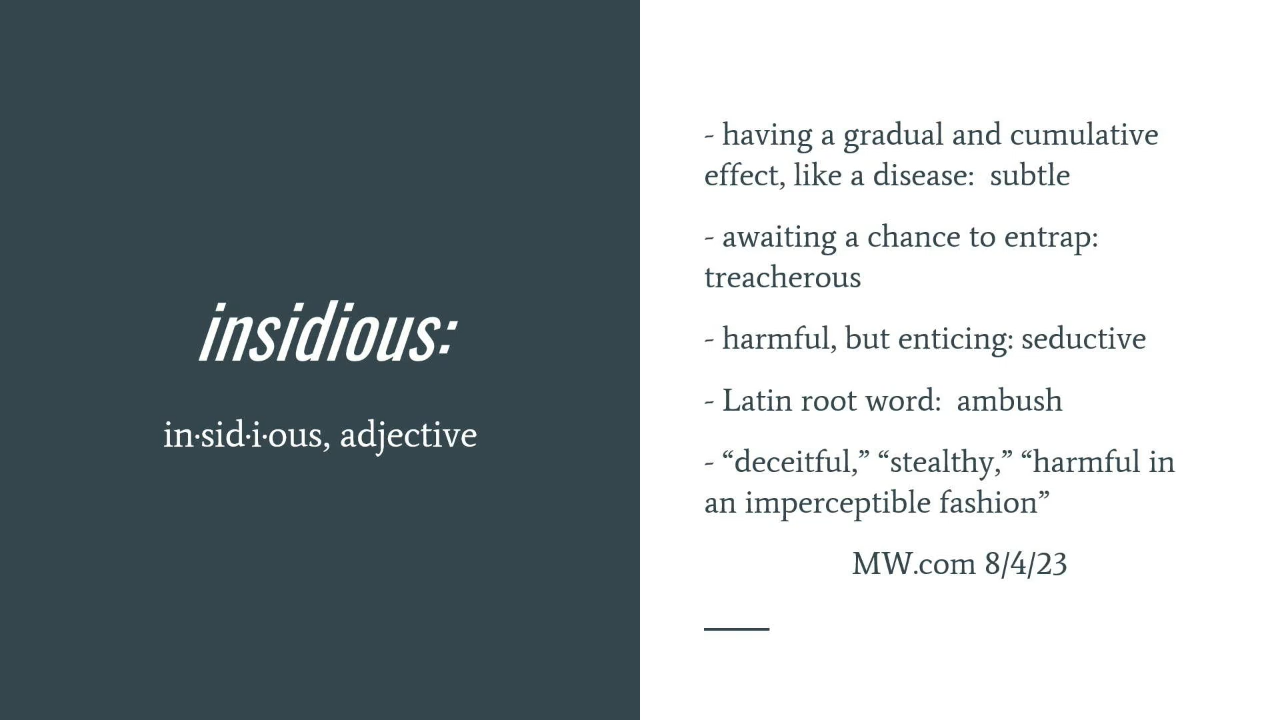 insidious:
in·sid·i·ous, adjective
- having a gradual and cumulative
effect, like a disease:  subtle
- awaiting a chance to entrap:
treacherous
- harmful, but enticing: seductive
- Latin root word:  ambush
- “deceitful,” “stealthy,” “harmful in
an imperceptible fashion”
MW.com 8/4/23